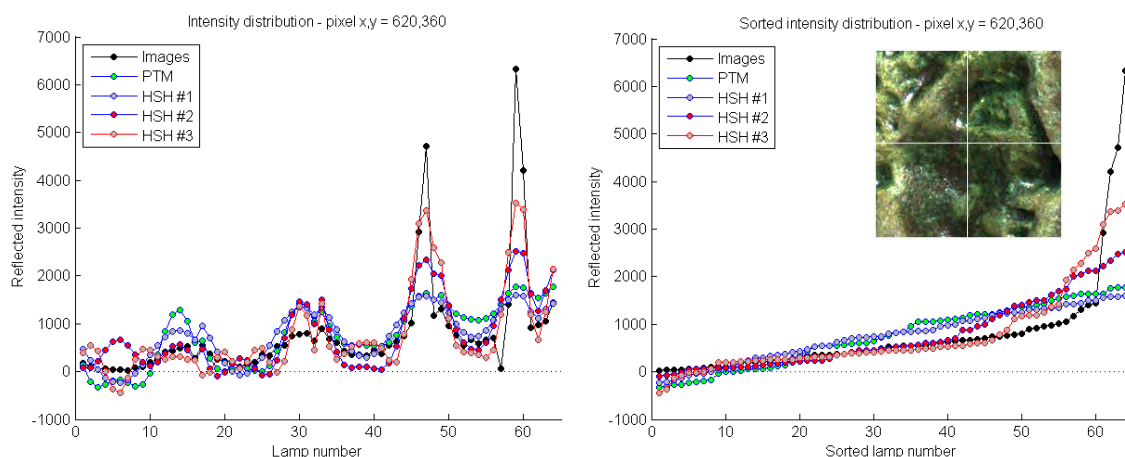 Intensity distribution - pixel x,y = 620,360
7000
6000
5000
4000
3000
2000
1000
0
-1000
Reflected intensity
Images
PTM
HSH #1
HSH #2
HSH #3
0 10 20 30 40 50 60
Lamp number
Sorted intensity distribution - pixel x,y = 620,360
7000
6000
5000
4000
3000
2000
1000
0
-1000
Reflected intensity
Images
PTM
HSH #1
HSH #2
HSH #3
0 10 20 30 40 50 60
Sorted lamp number